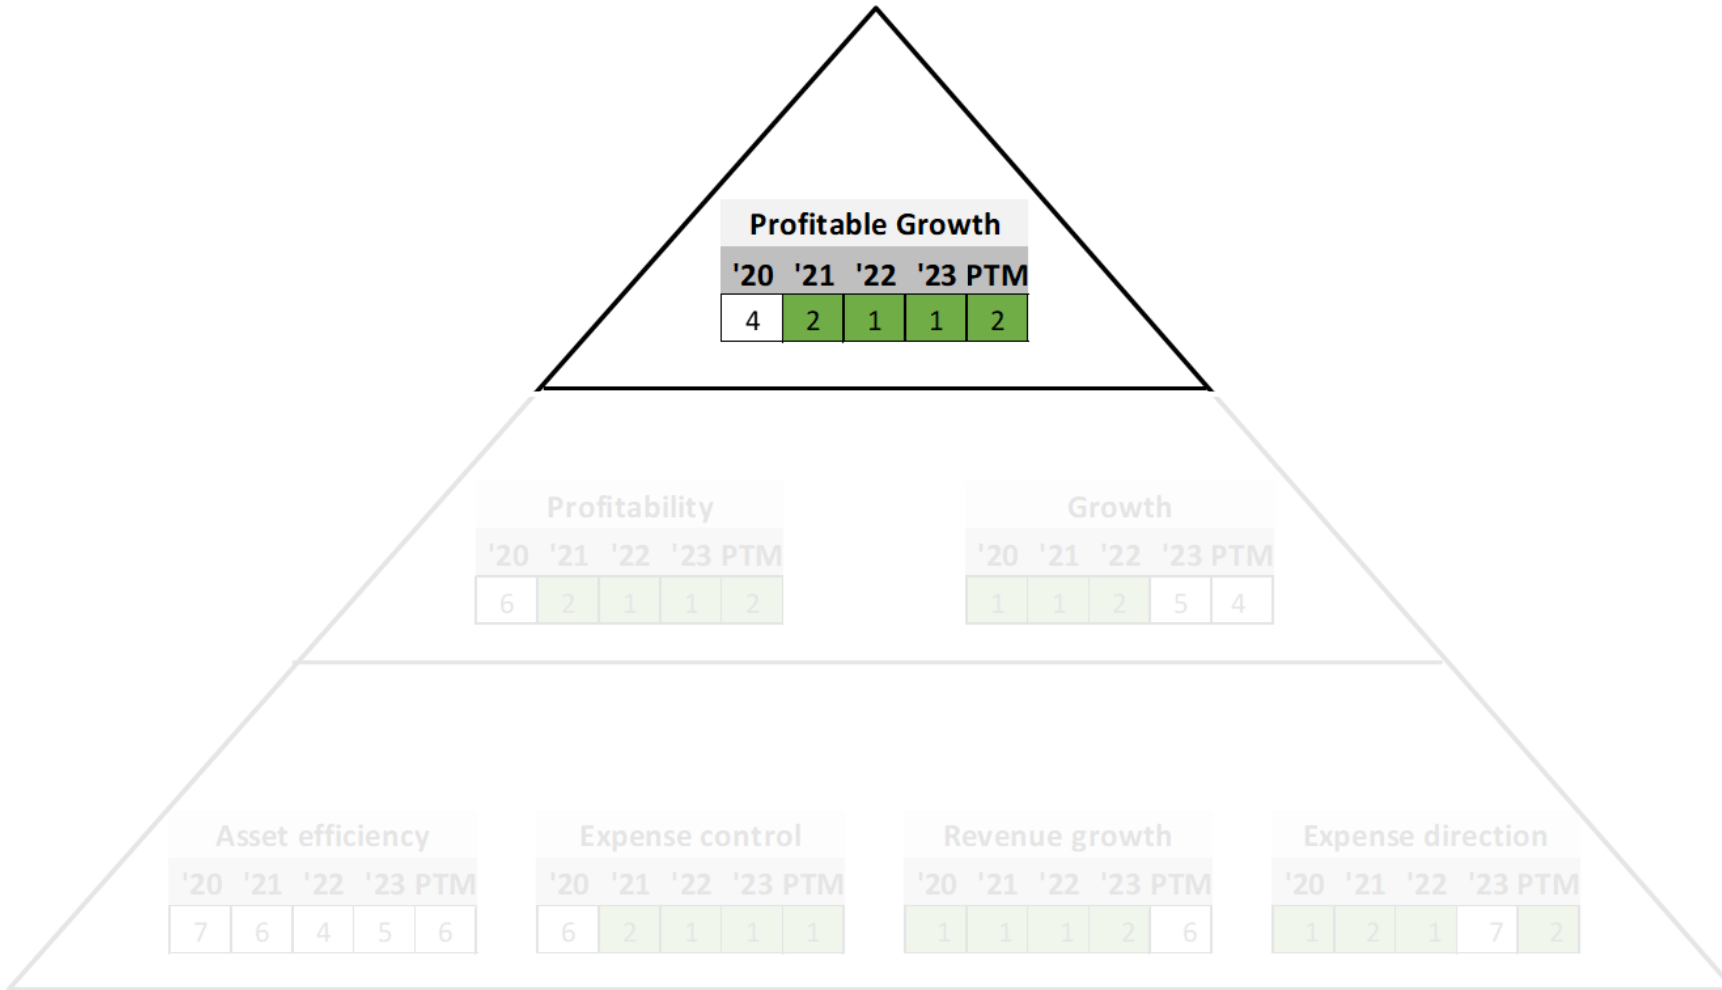 Profitable Growth
'20 '21 '22 '23 PTM
4 2 1 1 2
Profitability Growth
'20 '21 '22 '23 PTM '20 '21 '22 '23 PTM
6 2 1 1 2 1 1 2 5 4
Asset efficiency Expense control Revenue growth Expense direction
'20 '21 '22 '23 PTM '20 '21 '22 '23 PTM '20 '21 '22 '23 PTM '20 '21 '22 '23 PTM
7 6 4 5 6 6 2 1 1 1 1 1 1 2 6 1 2 1 7 2